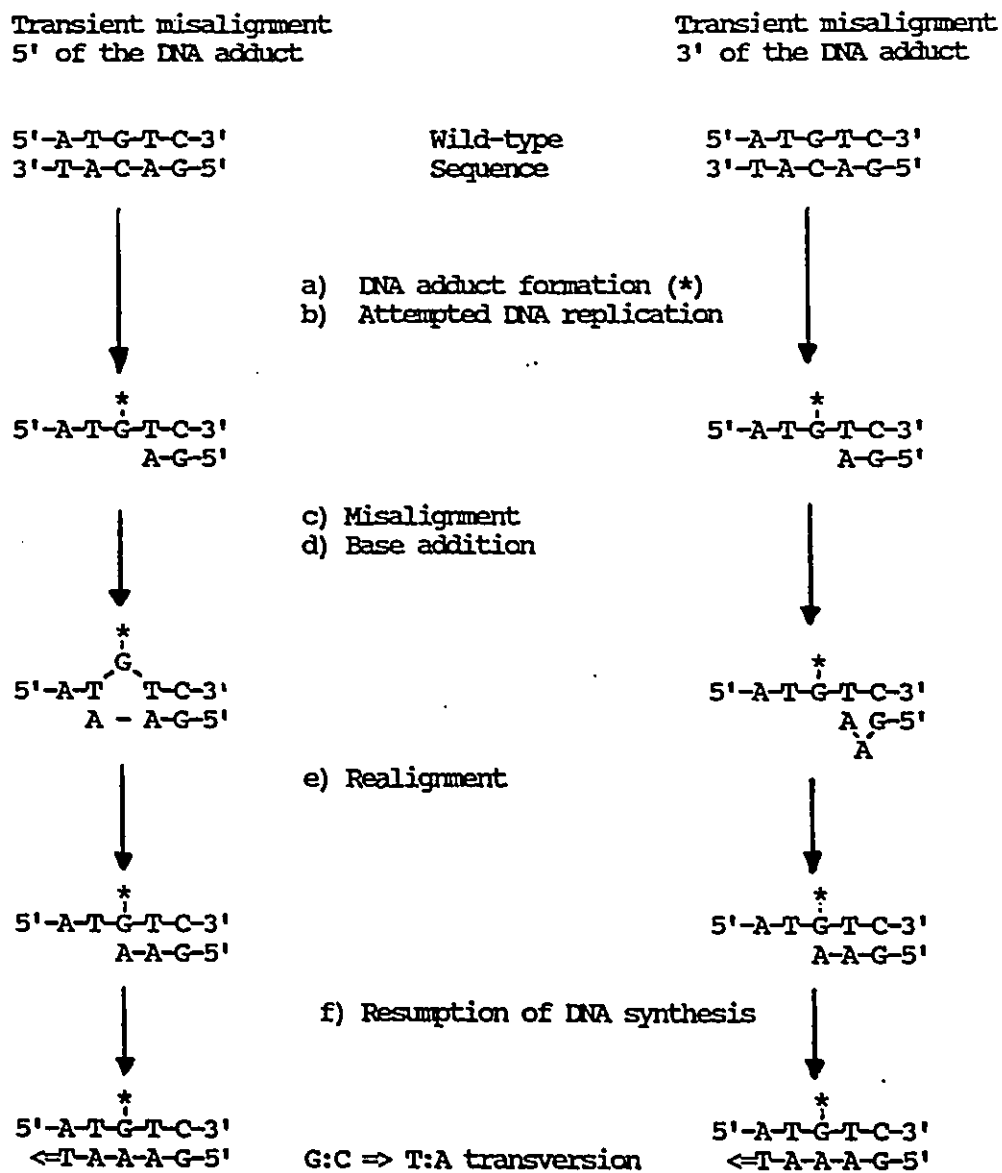 Transient misalignment
5' of the DNA adduct
Transient misalignment
3' of the DNA adduct
5'-A-T-G-T-C-3'
3'-T-A-C-A-G-5'
Wild-type
Sequence
5'-A-T-G-T-C-3'
3'-T-A-C-A-G-5'
a) DNA adduct formation (*)
b) Attempted DNA replication
*
5'-A-T-G-T-C-3'
A-G-5'
*
5'-A-T-G-T-C-3'
A-G-5'
c) Misalignment
d) Base addition
*
G
5'-A-T T-C-3'
A - A-G-5'
*
5'-A-T-G-T-C-3'
A G-5'
A
e) Realignment
*
5'-A-T-G-T-C-3'
A-A-G-5'
*
5'-A-T-G-T-C-3'
A-A-G-5'
f) Resumption of DNA synthesis
*
5'-A-T-G-T-C-3'
<=T-A-A-A-G-5'
G:C => T:A transversion
*
5'-A-T-G-T-C-3'
<=T-A-A-A-G-5'